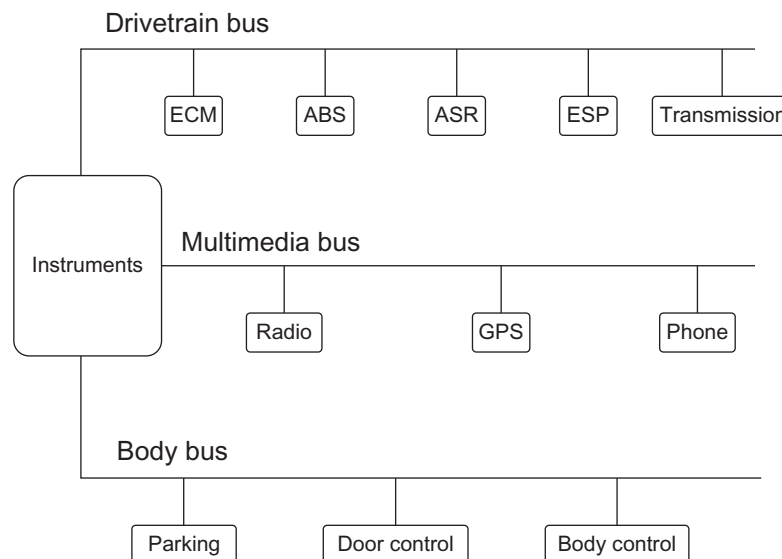 Drivetrain bus
ECM ABS ASR ESP Transmission
Multimedia bus
Instruments
Radio GPS Phone
Body bus
Parking Door control Body control